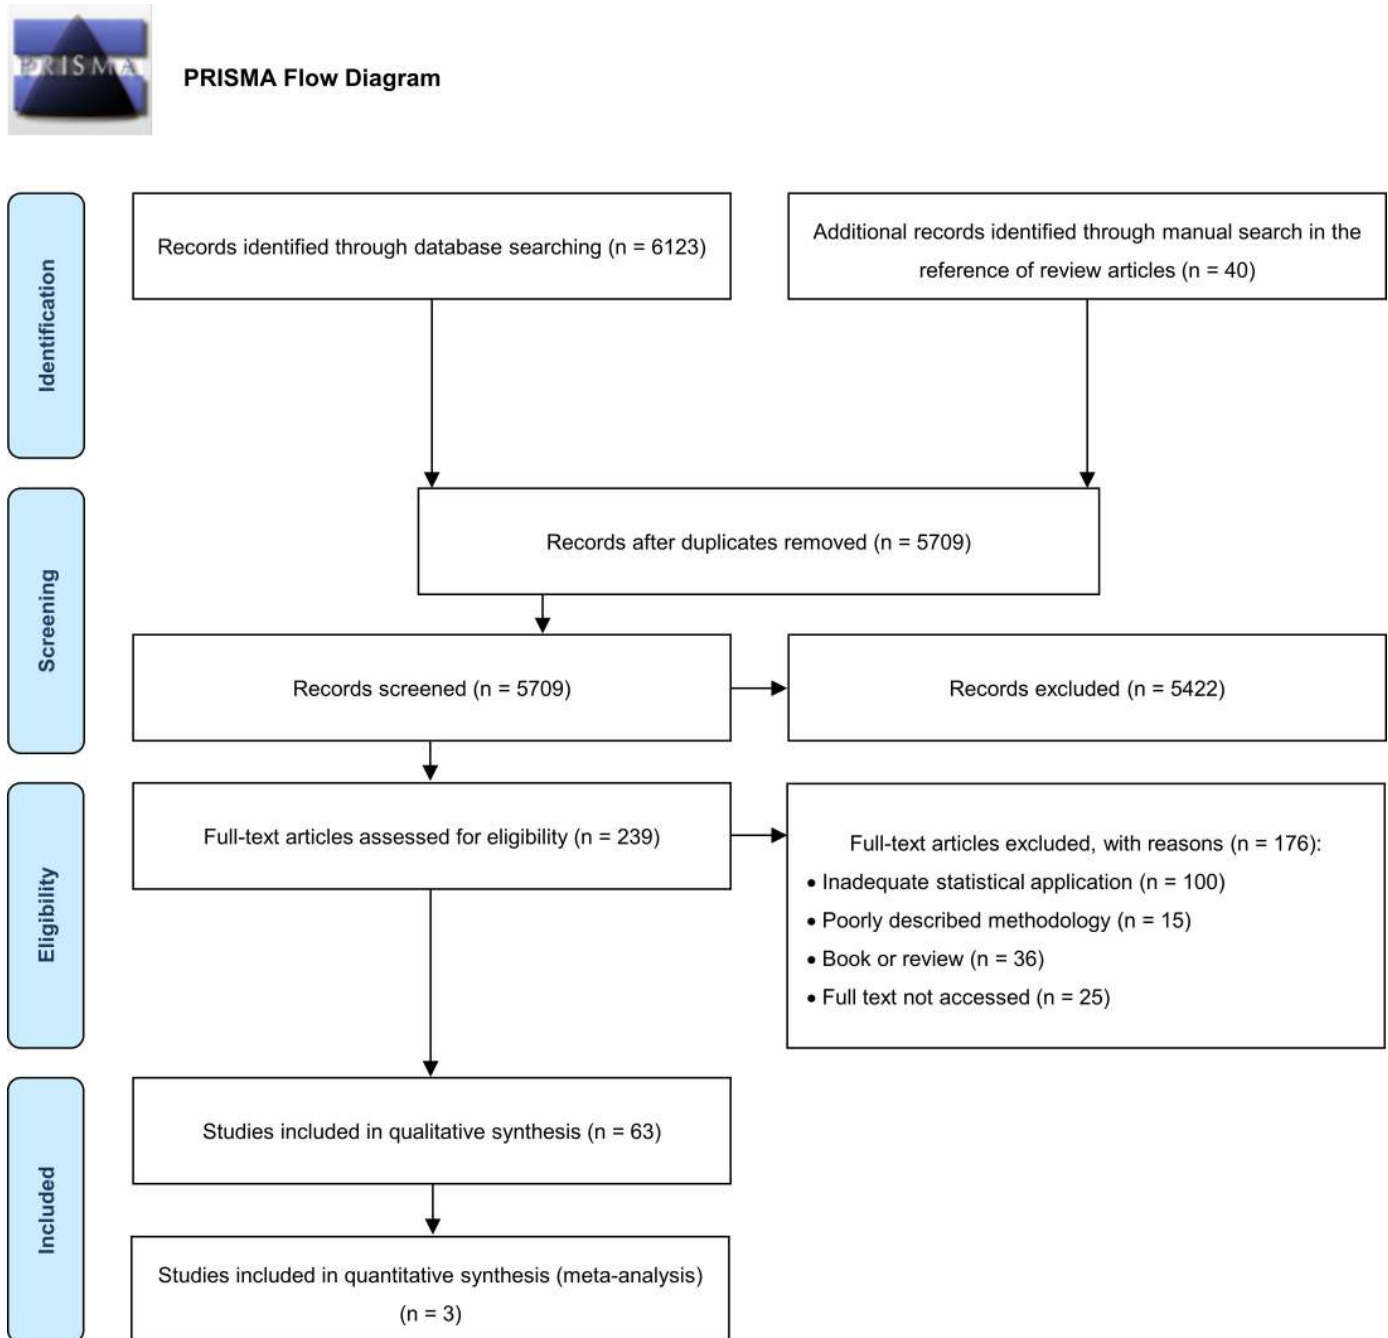 PRISMA
PRISMA Flow Diagram
Identification
Records identified through database searching (n = 6123)
Additional records identified through manual search in the
reference of review articles (n = 40)
Screening
Records after duplicates removed (n = 5709)
Records screened (n = 5709)
Records excluded (n = 5422)
Eligibility
Full-text articles assessed for eligibility (n = 239)
Full-text articles excluded, with reasons (n = 176):
• Inadequate statistical application (n = 100)
• Poorly described methodology (n = 15)
• Book or review (n = 36)
• Full text not accessed (n = 25)
Included
Studies included in qualitative synthesis (n = 63)
Studies included in quantitative synthesis (meta-analysis)
(n = 3)